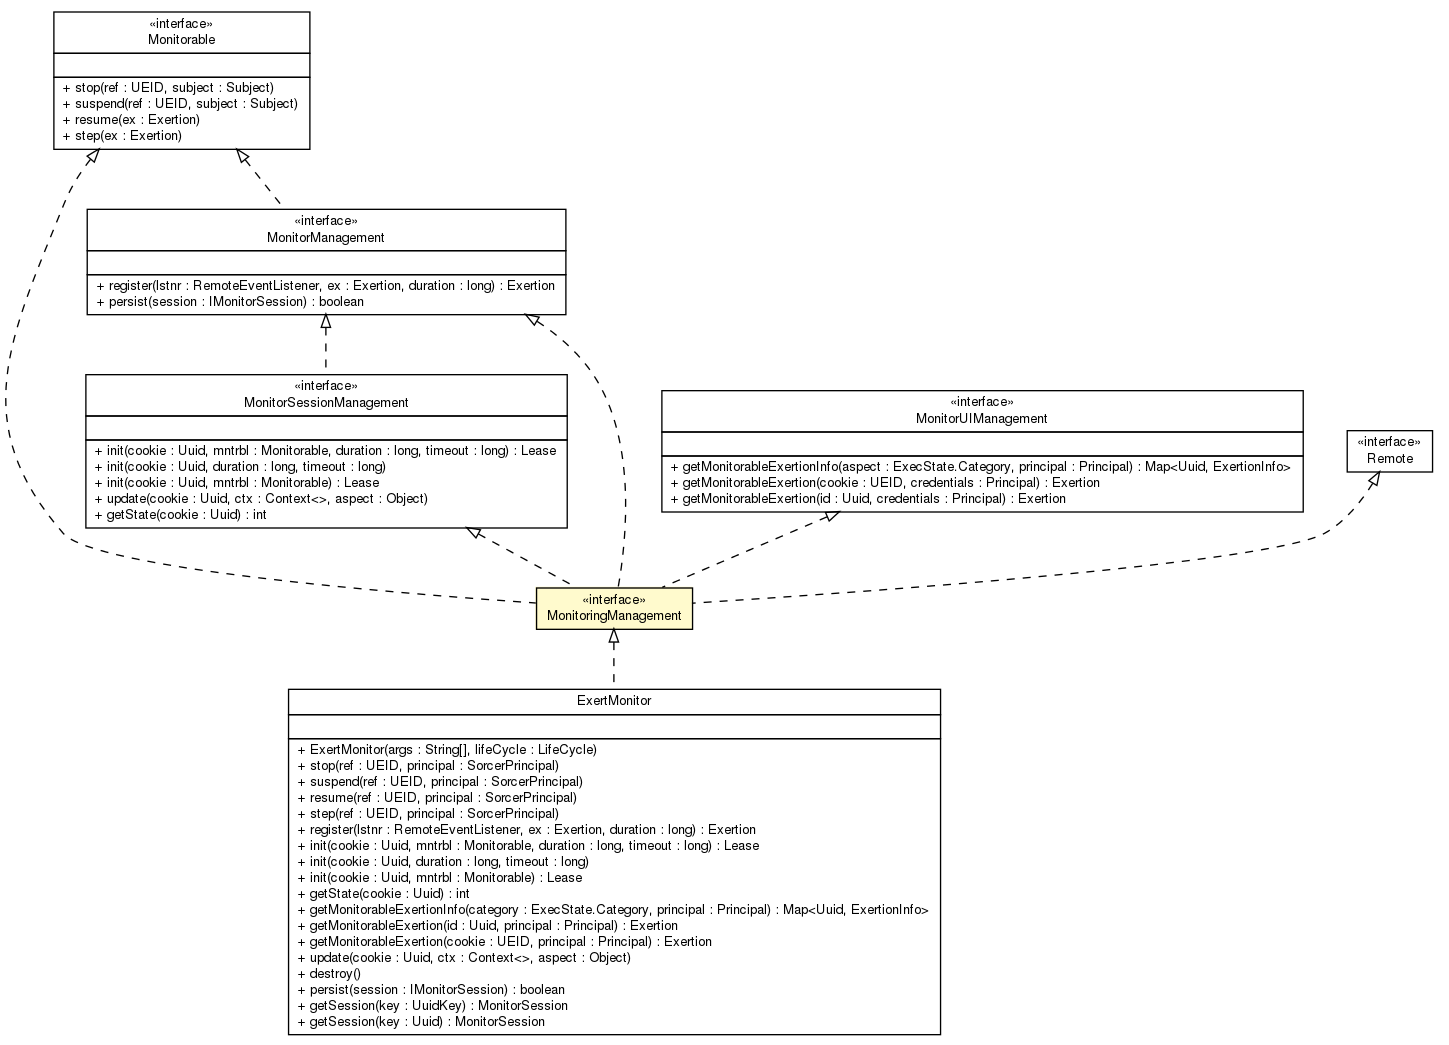 «interface»
Monitorable
+ stop(ref : UEID, subject : Subject)
+ suspend(ref : UEID, subject : Subject)
+ resume(ex : Exertion)
+ step(ex : Exertion)
«interface»
MonitorManagement
+ register(lstnr : RemoteEventListener, ex : Exertion, duration : long) : Exertion
+ persist(session : IMonitorSession) : boolean
«interface»
MonitorSessionManagement
+ init(cookie : Uuid, mntrbl : Monitorable, duration : long, timeout : long) : Lease
+ init(cookie : Uuid, duration : long, timeout : long)
+ init(cookie : Uuid, mntrbl : Monitorable) : Lease
+ update(cookie : Uuid, ctx : Context<>, aspect : Object)
+ getState(cookie : Uuid) : int
«interface»
MonitorUIManagement
+ getMonitorableExertionInfo(aspect : ExecState.Category, principal : Principal) : Map<Uuid, ExertionInfo>
+ getMonitorableExertion(cookie : UEID, credentials : Principal) : Exertion
+ getMonitorableExertion(id : Uuid, credentials : Principal) : Exertion
«interface»
Remote
«interface»
MonitoringManagement
ExertMonitor
+ ExertMonitor(args : String[], lifeCycle : LifeCycle)
+ stop(ref : UEID, principal : SorcerPrincipal)
+ suspend(ref : UEID, principal : SorcerPrincipal)
+ resume(ref : UEID, principal : SorcerPrincipal)
+ step(ref : UEID, principal : SorcerPrincipal)
+ register(lstnr : RemoteEventListener, ex : Exertion, duration : long) : Exertion
+ init(cookie : Uuid, mntrbl : Monitorable, duration : long, timeout : long) : Lease
+ init(cookie : Uuid, duration : long, timeout : long)
+ init(cookie : Uuid, mntrbl : Monitorable) : Lease
+ getState(cookie : Uuid) : int
+ getMonitorableExertionInfo(category : ExecState.Category, principal : Principal) : Map<Uuid, ExertionInfo>
+ getMonitorableExertion(id : Uuid, principal : Principal) : Exertion
+ getMonitorableExertion(cookie : UEID, principal : Principal) : Exertion
+ update(cookie : Uuid, ctx : Context<>, aspect : Object)
+ destroy()
+ persist(session : IMonitorSession) : boolean
+ getSession(key : UuidKey) : MonitorSession
+ getSession(key : Uuid) : MonitorSession